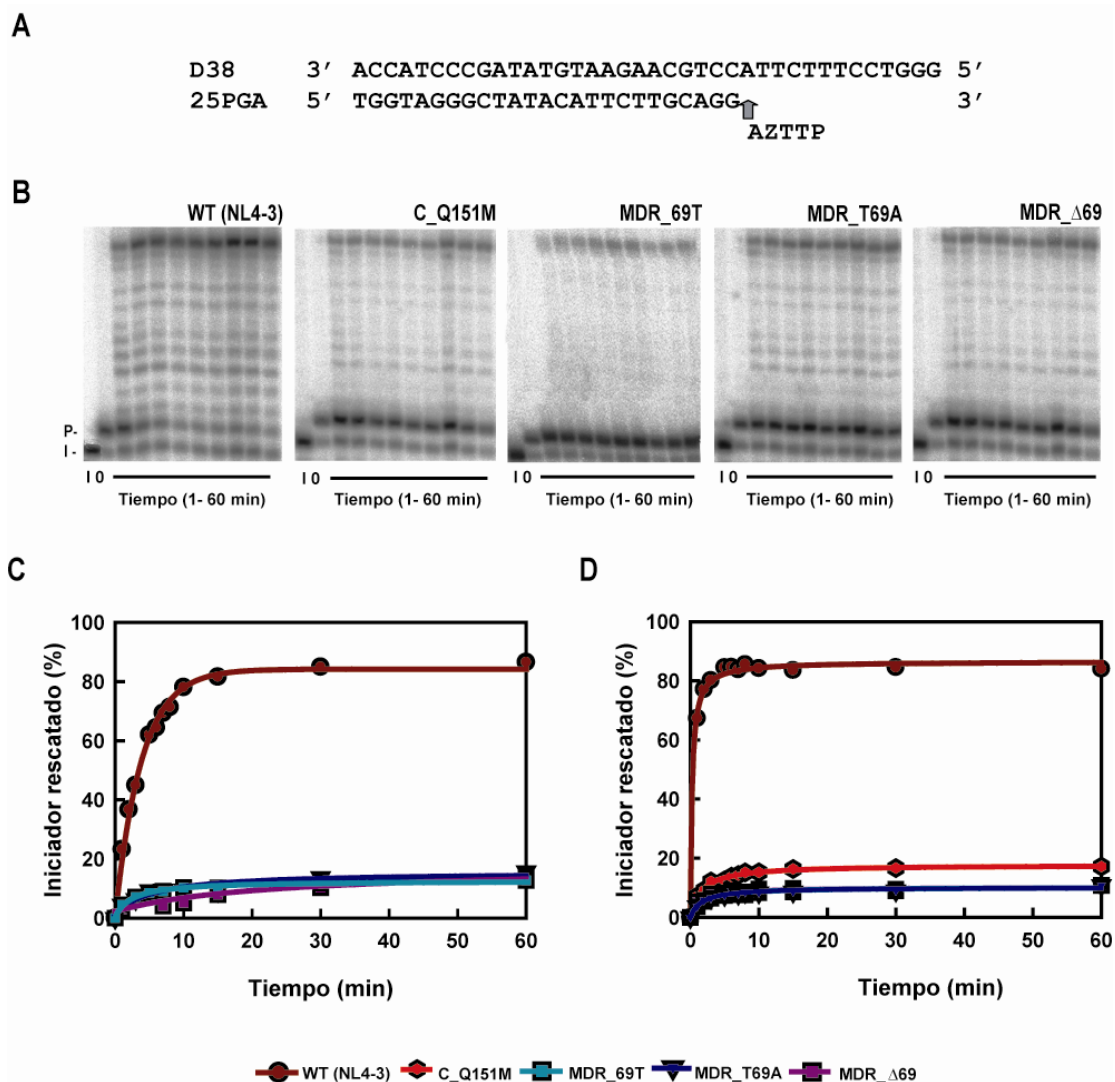 A
D38 3′ ACCATCCCGATATGTAAGAACGTCCATTCTTTCCTGGG 5′
25PGA 5′ TGGTAGGGCTATACATTCTTGCAGG 3′
AZTTP
B
WT (NL4-3) C_Q151M MDR_69T MDR_T69A MDR_Δ69
P-
I -
I 0 I 0 I 0 I 0 I 0
Tiempo (1- 60 min) Tiempo (1- 60 min) Tiempo (1- 60 min) Tiempo (1- 60 min) Tiempo (1- 60 min)
C
Iniciador rescatado (%)
100
80
60
40
20
0
0 10 20 30 40 50 60
Tiempo (min)
D
Iniciador rescatado (%)
100
80
60
40
20
0
0 10 20 30 40 50 60
Tiempo (min)
WT (NL4-3) C_Q151M MDR_69T MDR_T69A MDR_Δ69